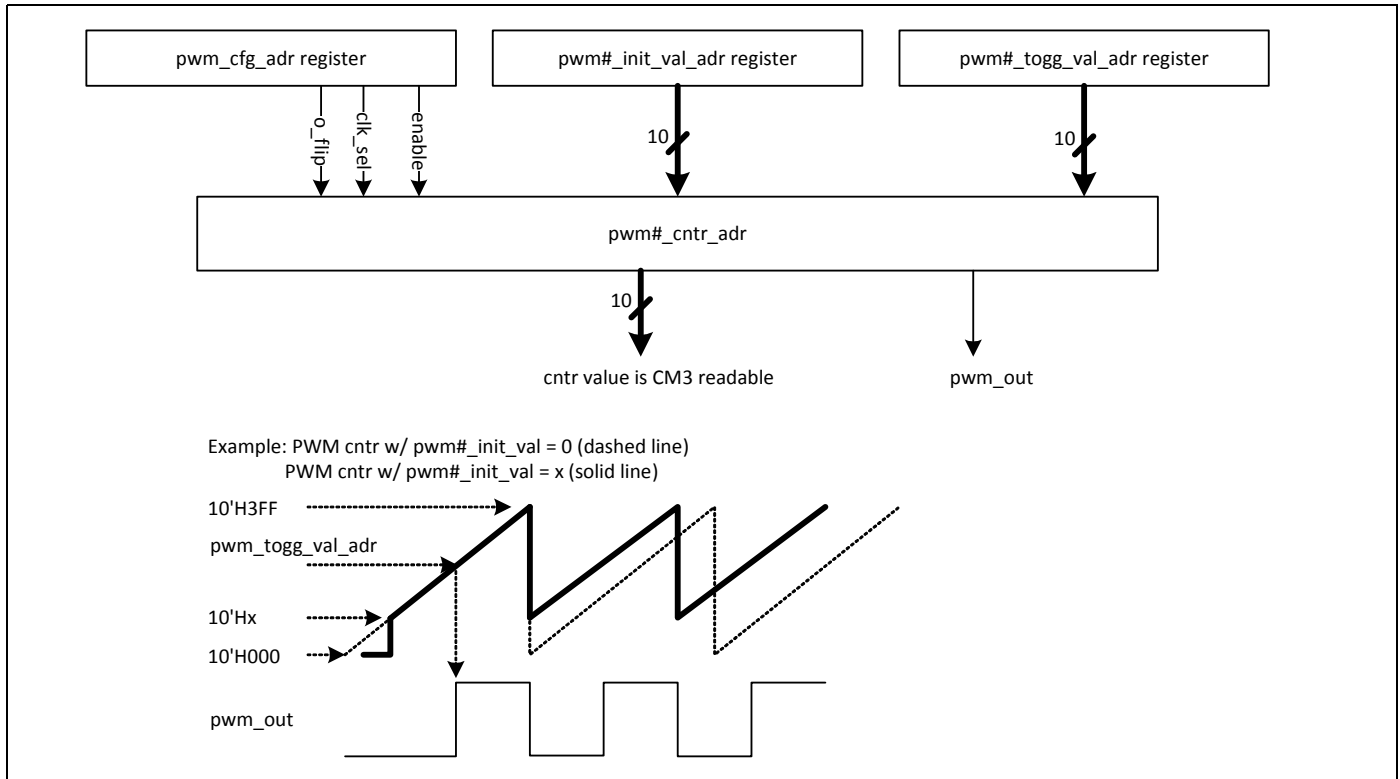 pwm_cfg_adr register
pwm#_init_val_adr register
pwm#_togg_val_adr register
o_flip
clk_sel
enable
10
10
pwm#_cntr_adr
10
cntr value is CM3 readable
pwm_out
Example: PWM cntr w/ pwm#_init_val = 0 (dashed line)
PWM cntr w/ pwm#_init_val = x (solid line)
10'H3FF
pwm_togg_val_adr
10'Hx
10'H000
pwm_out